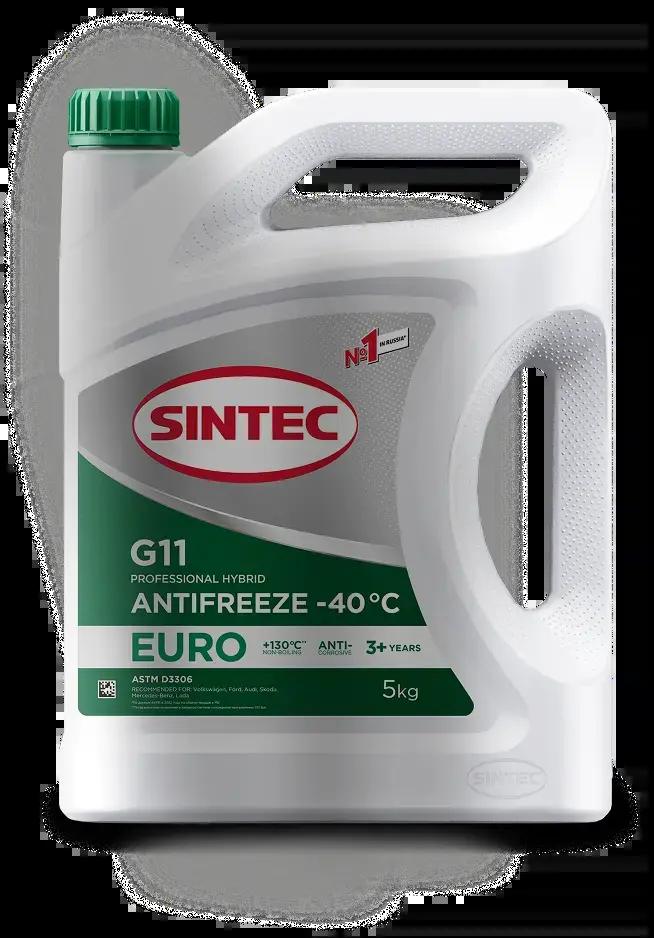 №1 IN RUSSIA*
SINTEC
G11
PROFESSIONAL HYBRID
ANTIFREEZE -40°C
EURO
+130°C**
NON-BOILING
ANTI-
CORROSIVE
3+ YEARS
ASTM D3306
RECOMMENDED FOR: Volkswagen, Ford, Audi, Skoda,
Mercedes-Benz, Lada
5kg
SINTEC